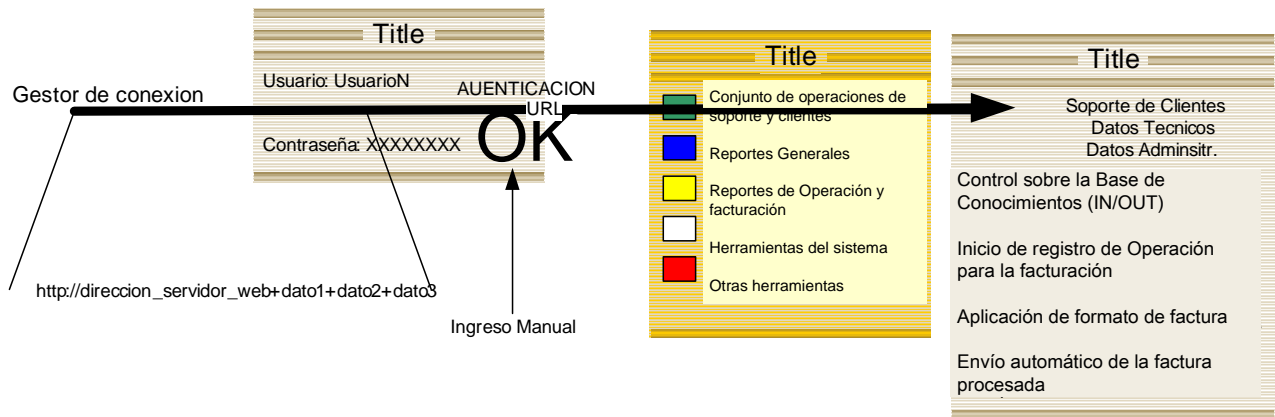 Gestor de conexion
http://direccion_servidor_web+dato1+dato2+dato3
Title
Usuario: UsuarioN
Contraseña: XXXXXXXX
AUENTICACION
URL
OK
Ingreso Manual
Title
Conjunto de operaciones de
soporte y clientes
Reportes Generales
Reportes de Operación y
facturación
Herramientas del sistema
Otras herramientas
Title
Soporte de Clientes
Datos Tecnicos
Datos Adminsitr.
Control sobre la Base de
Conocimientos (IN/OUT)
Inicio de registro de Operación
para la facturación
Aplicación de formato de factura
Envío automático de la factura
procesada